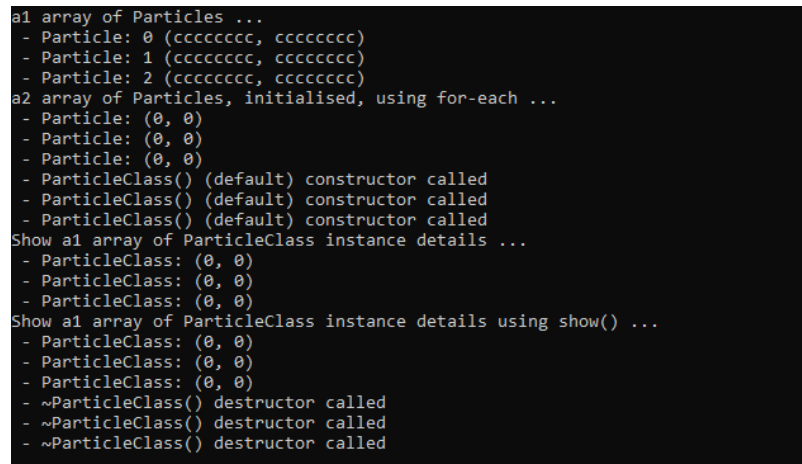 a1 array of Particles ...
 - Particle: 0 (cccccccc, cccccccc)
 - Particle: 1 (cccccccc, cccccccc)
 - Particle: 2 (cccccccc, cccccccc)
a2 array of Particles, initialised, using for-each ...
 - Particle: (0, 0)
 - Particle: (0, 0)
 - Particle: (0, 0)
 - ParticleClass() (default) constructor called
 - ParticleClass() (default) constructor called
 - ParticleClass() (default) constructor called
Show a1 array of ParticleClass instance details ...
 - ParticleClass: (0, 0)
 - ParticleClass: (0, 0)
 - ParticleClass: (0, 0)
Show a1 array of ParticleClass instance details using show() ...
 - ParticleClass: (0, 0)
 - ParticleClass: (0, 0)
 - ParticleClass: (0, 0)
 - ~ParticleClass() destructor called
 - ~ParticleClass() destructor called
 - ~ParticleClass() destructor called